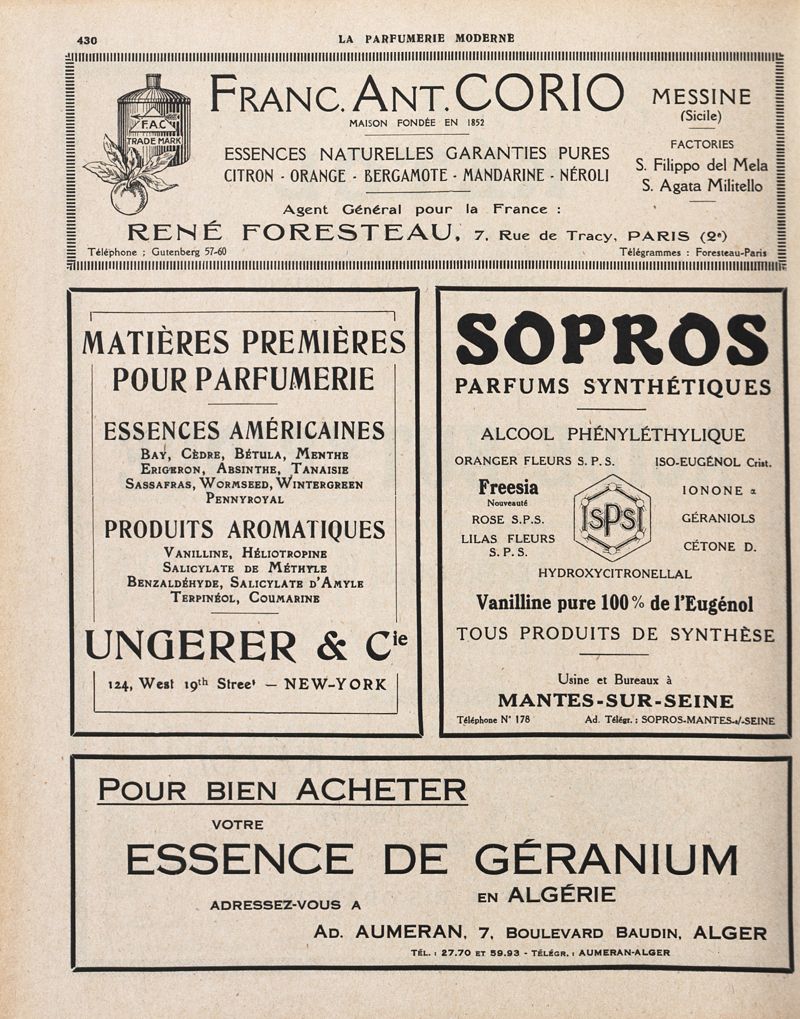 430
LA PARFUMERIE MODERNE
FRANC. ANT. CORIO
MAISON FONDÉE EN 1852
F.A.C
TRADE MARK
MESSINE
(Sicile)
FACTORIES
S. Filippo del Mela
S. Agata Militello
ESSENCES NATURELLES GARANTIES PURES
CITRON - ORANGE - BERGAMOTE - MANDARINE - NÉROLI
Agent Général pour la France :
RENÉ FORESTEAU, 7, Rue de Tracy, PARIS (2e)
Téléphone ; Gutenberg 57-60
Télégrammes : Foresteau-Paris
MATIÈRES PREMIÈRES
POUR PARFUMERIE
ESSENCES AMÉRICAINES
BAY, CÈDRE, BÉTULA, MENTHE
ERIGERON, ABSINTHE, TANAISIE
SASSAFRAS, WORMSEED, WINTERGREEN
PENNYROYAL
PRODUITS AROMATIQUES
VANILLINE, HÉLIOTROPINE
SALICYLATE DE MÉTHYLE
BENZALDÉHYDE, SALICYLATE D'AMYLE
TERPINÉOL, COUMARINE
UNGERER & Cie
124, West 19th Street — NEW-YORK
SOPROS
PARFUMS SYNTHÉTIQUES
ALCOOL PHÉNYLÉTHYLIQUE
ORANGER FLEURS S.P.S.
ISO-EUGÉNOL Crist.
Freesia
Nouveauté
ROSE S.P.S.
LILAS FLEURS
S.P.S.
SPS
IONONE α
GÉRANIOLS
CÉTONE D.
HYDROXYCITRONELLAL
Vanilline pure 100% de l'Eugénol
TOUS PRODUITS DE SYNTHÈSE
Usine et Bureaux à
MANTES-SUR-SEINE
Téléphone N° 178
Ad. Télégr. : SOPROS-MANTES-s/-SEINE
POUR BIEN ACHETER
VOTRE
ESSENCE DE GÉRANIUM
EN ALGÉRIE
ADRESSEZ-VOUS A
AD. AUMERAN, 7, BOULEVARD BAUDIN, ALGER
TÉL. : 27.70 ET 59.93 - TÉLÉGR. : AUMERAN-ALGER